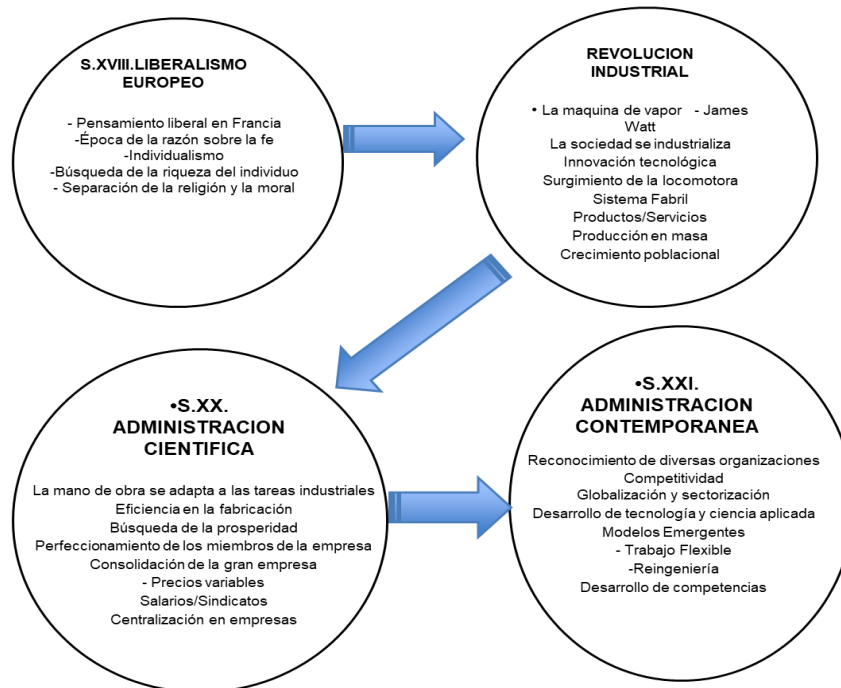 S.XVIII.LIBERALISMO
EUROPEO
- Pensamiento liberal en Francia
-Época de la razón sobre la fe
-Individualismo
-Búsqueda de la riqueza del individuo
- Separación de la religión y la moral
REVOLUCION
INDUSTRIAL
• La maquina de vapor - James
Watt
La sociedad se industrializa
Innovación tecnológica
Surgimiento de la locomotora
Sistema Fabril
Productos/Servicios
Producción en masa
Crecimiento poblacional
•S.XX.
ADMINISTRACION
CIENTIFICA
La mano de obra se adapta a las tareas industriales
Eficiencia en la fabricación
Búsqueda de la prosperidad
Perfeccionamiento de los miembros de la empresa
Consolidación de la gran empresa
- Precios variables
Salarios/Sindicatos
Centralización en empresas
•S.XXI.
ADMINISTRACION
CONTEMPORANEA
Reconocimiento de diversas organizaciones
Competitividad
Globalización y sectorización
Desarrollo de tecnología y ciencia aplicada
Modelos Emergentes
- Trabajo Flexible
-Reingeniería
Desarrollo de competencias